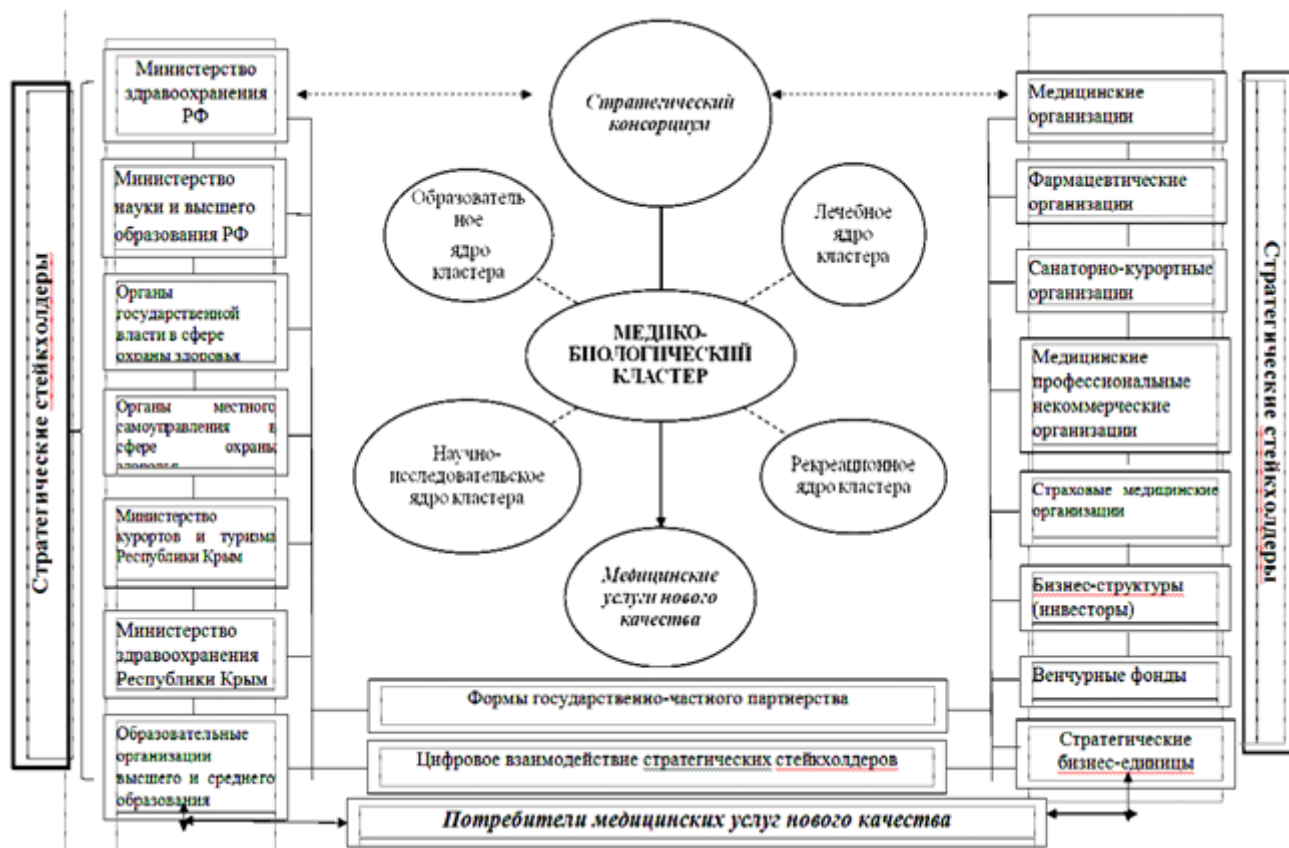 Стратегические стейкхолдеры
Министерство
здравоохранения
РФ
Министерство
науки и высшего
образования РФ
Органы
государственной
власти в сфере
охраны здоровья
Органы местного
самоуправления в
сфере охраны
здоровья
Министерство
курортов и туризма
Республики Крым
Министерство
здравоохранения
Республики Крым
Образовательные
организации
высшего и среднего
образования
Стратегический
консорциум
Образователь
ное
ядро
кластера
Лечебное
ядро
кластера
МЕДИКО-
БИОЛОГИЧЕСКИЙ
КЛАСТЕР
Научно-
исследовательское
ядро кластера
Рекреационное
ядро кластера
Медицинские
услуги нового
качества
Формы государственно-частного партнерства
Цифровое взаимодействие стратегических стейкхолдеров
Потребители медицинских услуг нового качества
Медицинские
организации
Фармацевтические
организации
Санаторно-курортные
организации
Медицинские
профессиональные
некоммерческие
организации
Страховые медицинские
организации
Бизнес-структуры
(инвесторы)
Венчурные фонды
Стратегические
бизнес-единицы
Стратегические стейкхолдеры